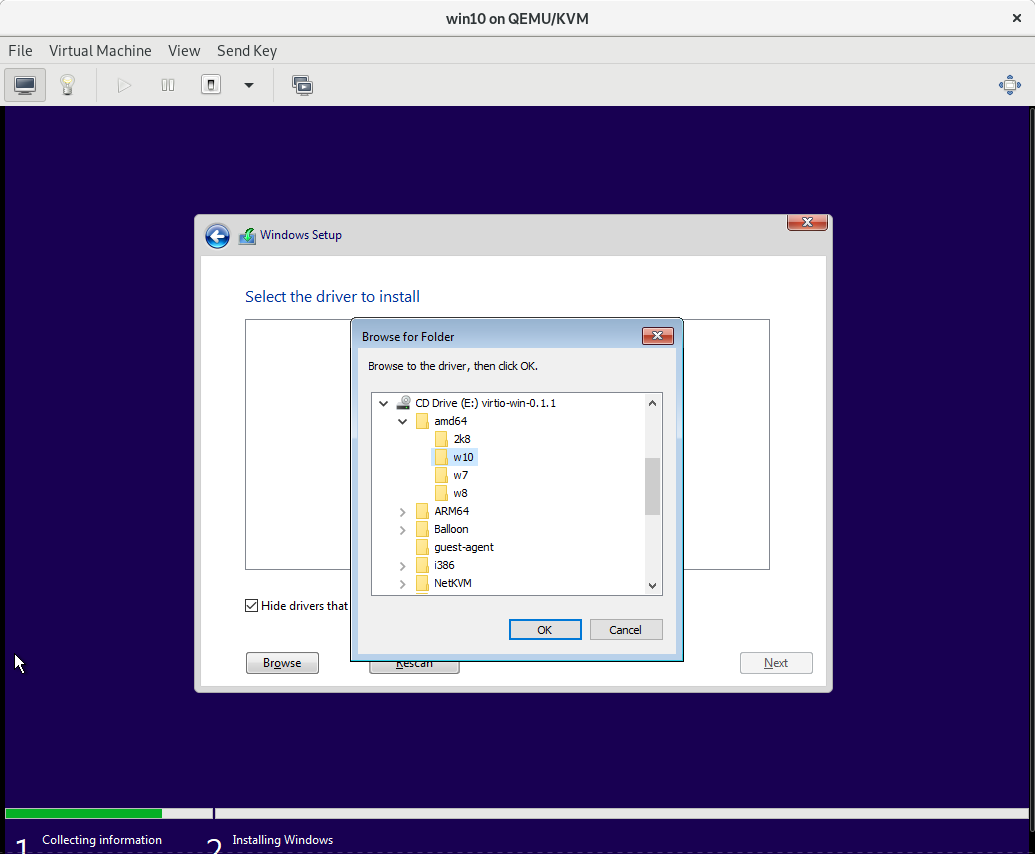 win10 on QEMU/KVM
File Virtual Machine View Send Key
Windows Setup
Select the driver to install
Browse for Folder
Browse to the driver, then click OK.
CD Drive (E:) virtio-win-0.1.1
amd64
2k8
w10
w7
w8
ARM64
Balloon
guest-agent
i386
NetKVM
OK Cancel
Hide drivers that
Browse Rescan Next
1 Collecting information 2 Installing Windows